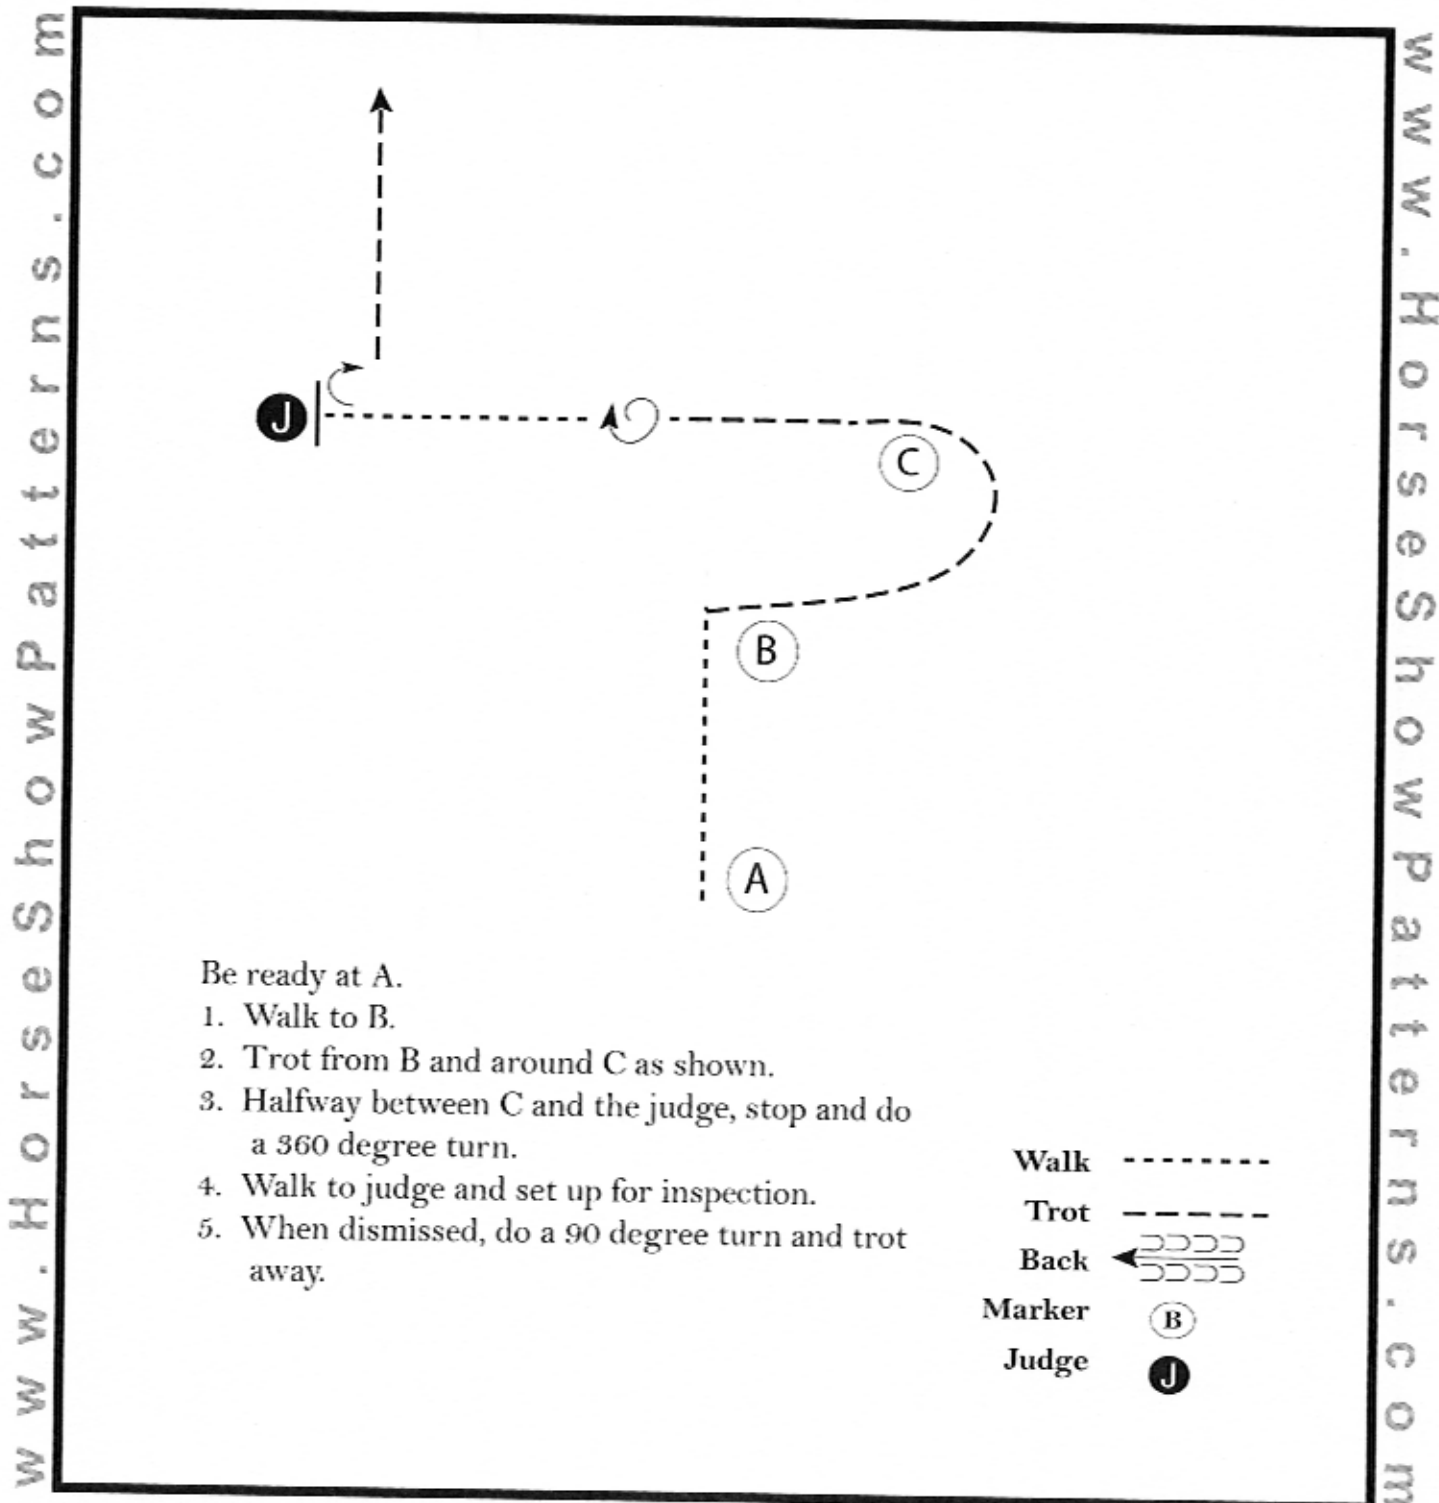 www.HorseShowPatterns.com
www.HorseShowPatterns.com
J
C
B
A
Be ready at A.
1. Walk to B.
2. Trot from B and around C as shown.
3. Halfway between C and the judge, stop and do
a 360 degree turn.
4. Walk to judge and set up for inspection.
5. When dismissed, do a 90 degree turn and trot
away.
Walk
Trot
Back
Marker B
Judge J